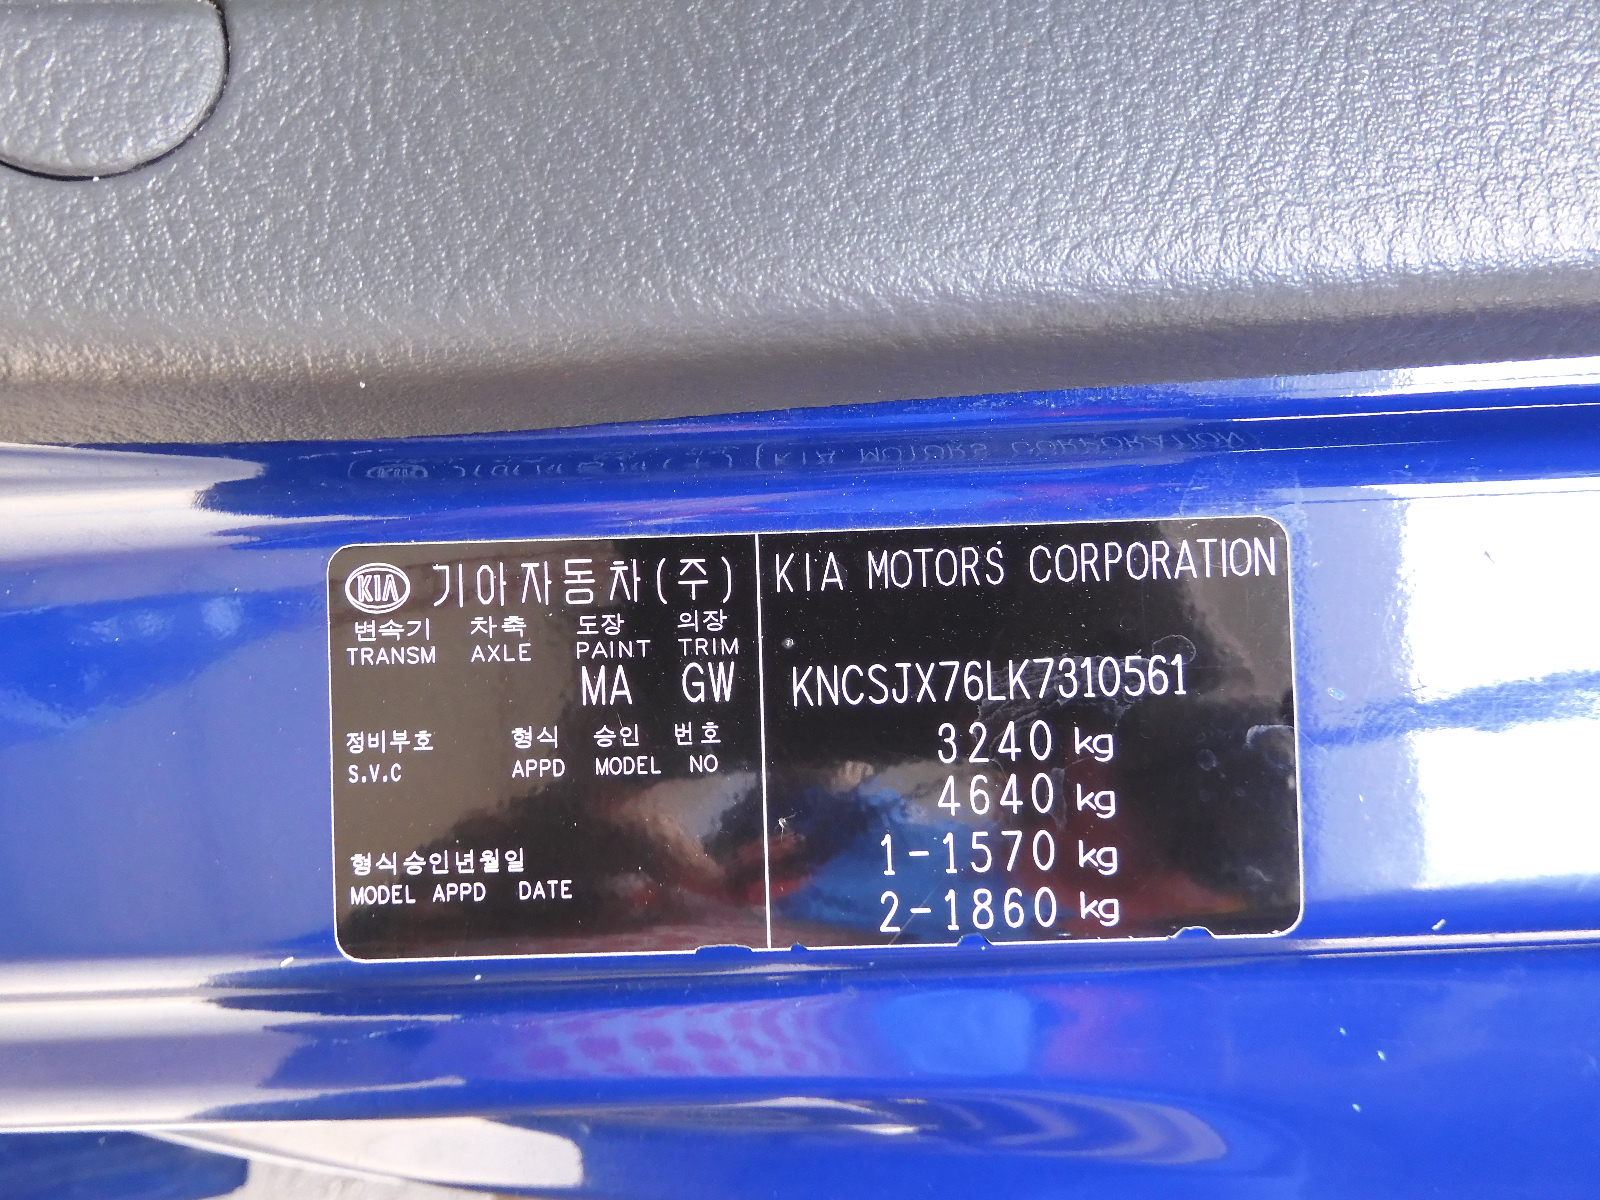 KIA 기아자동차(주) KIA MOTORS CORPORATION
변속기 차축 도장 의장
TRANSM AXLE PAINT TRIM
MA GW KNCSJX76LK7310561
정비부호 형식 승인 번호 3240 kg
S.V.C APPD MODEL NO
4640 kg
형식승인년월일 1-1570 kg
MODEL APPD DATE 2-1860 kg